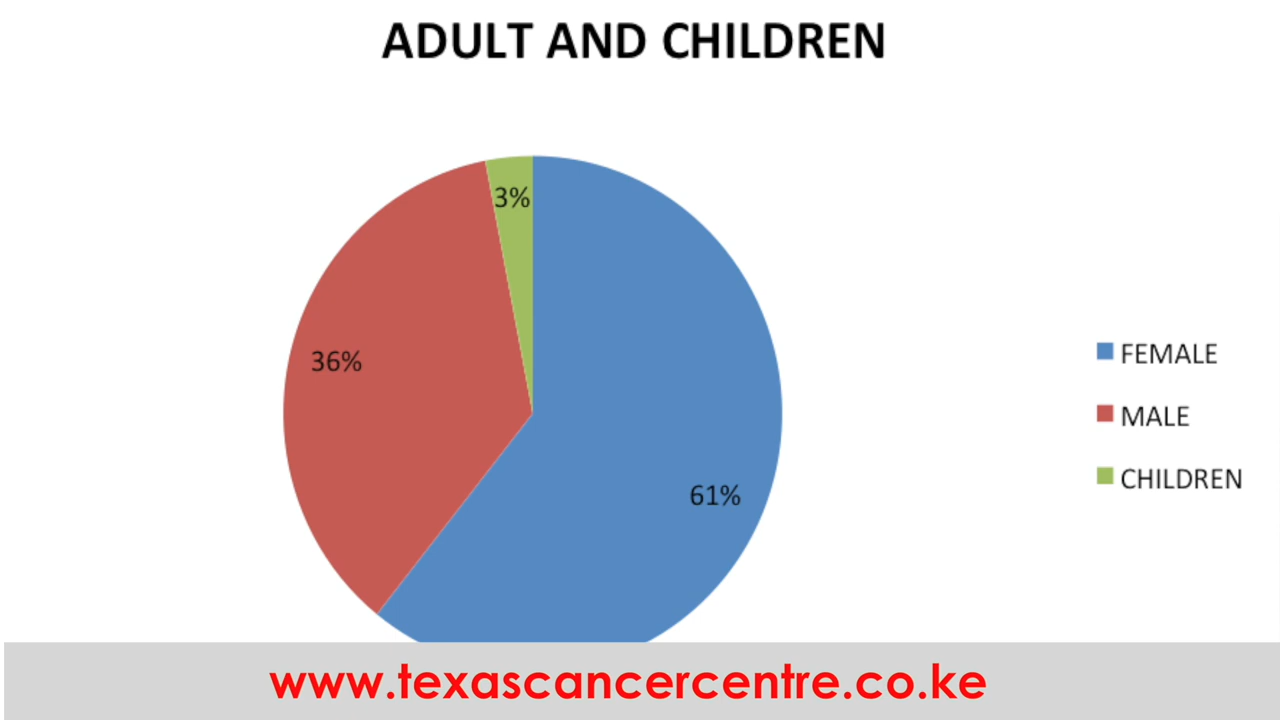 ADULT AND CHILDREN
3%
36%
61%
FEMALE
MALE
CHILDREN
www.texascancercentre.co.ke